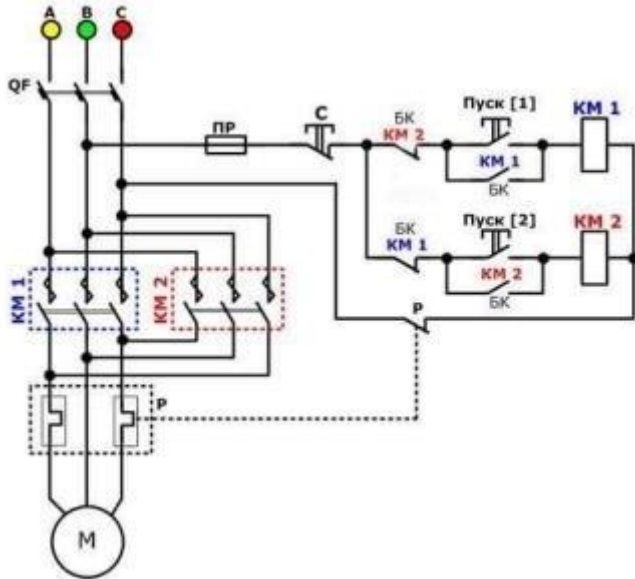 A B C
QF
ПР
С
БК
КМ 2
Пуск [1]
КМ 1
КМ 1
БК
БК
КМ 1
Пуск [2]
КМ 2
КМ 2
БК
КМ 1
КМ 2
Р
Р
М